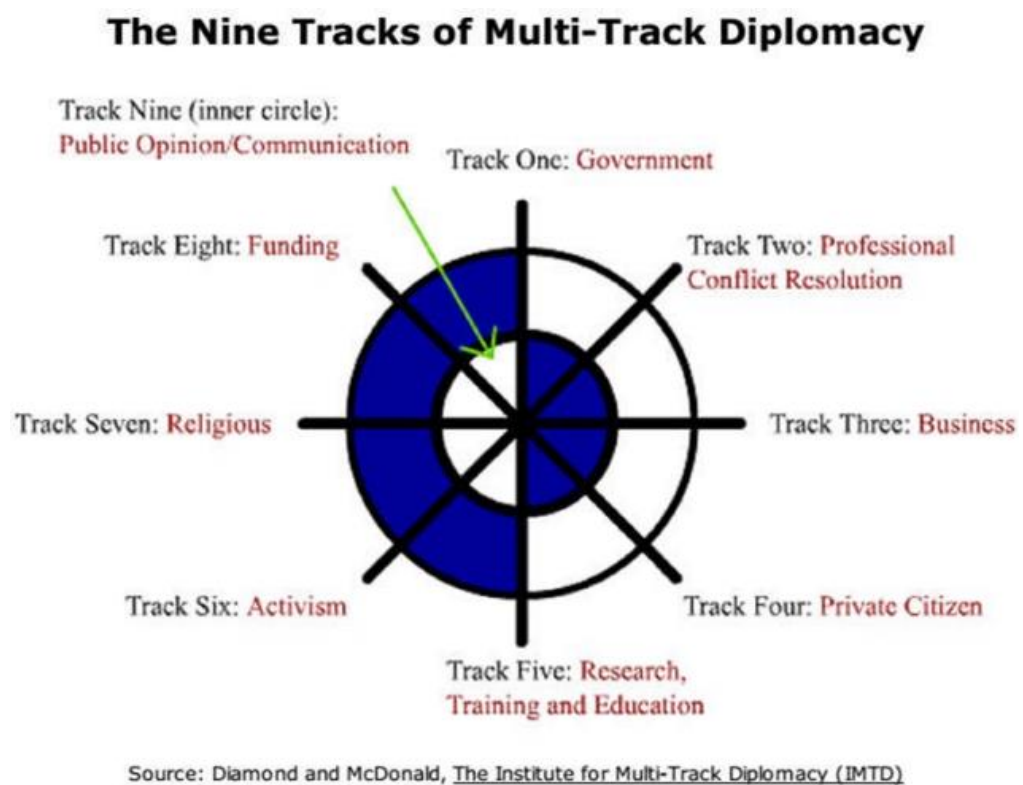 The Nine Tracks of Multi-Track Diplomacy
Track Nine (inner circle):
Public Opinion/Communication
Track One: Government
Track Eight: Funding
Track Two: Professional
Conflict Resolution
Track Seven: Religious
Track Three: Business
Track Six: Activism
Track Four: Private Citizen
Track Five: Research,
Training and Education
Source: Diamond and McDonald, The Institute for Multi-Track Diplomacy (IMTD)